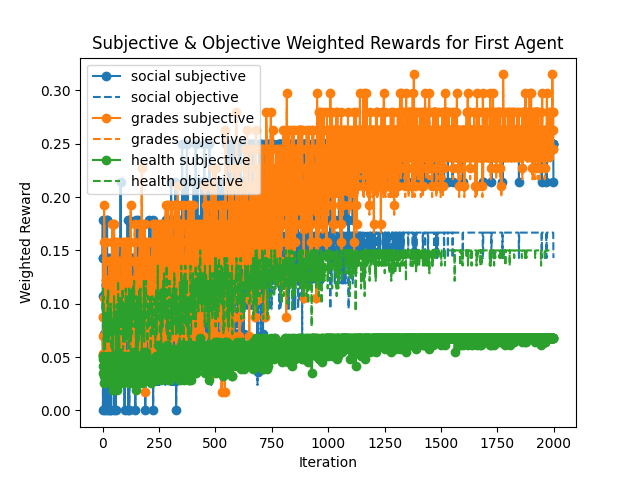 Subjective & Objective Weighted Rewards for First Agent
social subjective
social objective
grades subjective
grades objective
health subjective
health objective
Weighted Reward
0.30
0.25
0.20
0.15
0.10
0.05
0.00
0
250
500
750
1000
1250
1500
1750
2000
Iteration